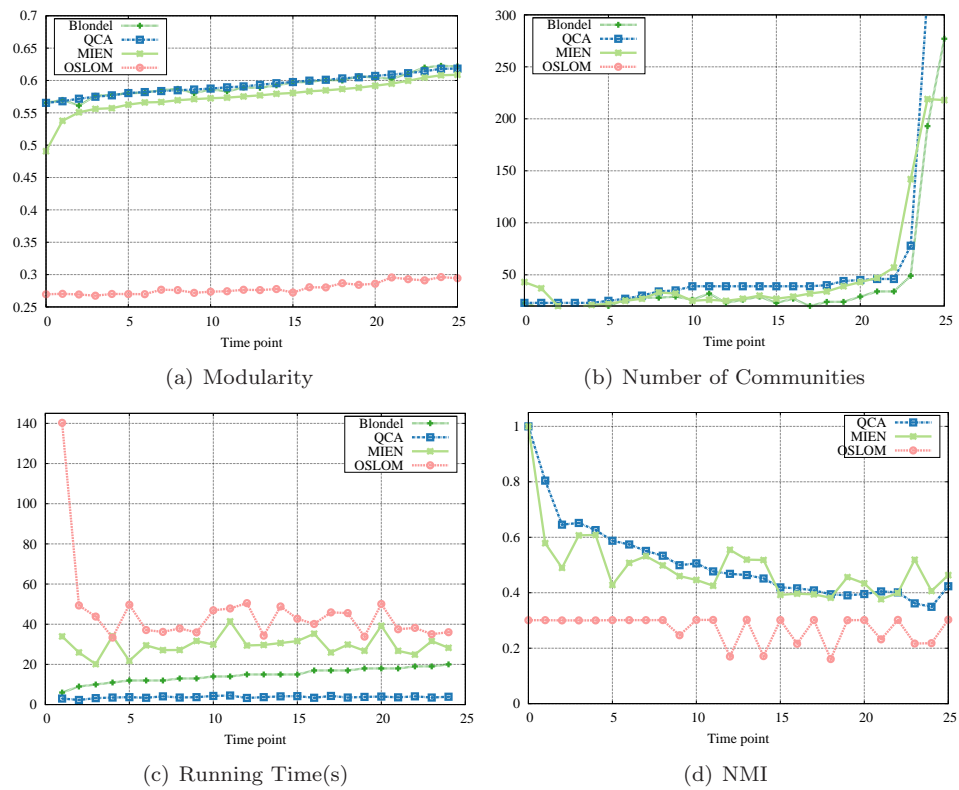 0.7
0.65
0.6
0.55
0.5
0.45
0.4
0.35
0.3
0.25
0 5 10 15 20 25
Time point
Blondel
QCA
MIEN
OSLOM
(a) Modularity
300
250
200
150
100
50
0 5 10 15 20 25
Time point
Blondel
QCA
MIEN
OSLOM
(b) Number of Communities
140
120
100
80
60
40
20
0
0 5 10 15 20 25
Time point
Blondel
QCA
MIEN
OSLOM
(c) Running Time(s)
1
0.8
0.6
0.4
0.2
0
0 5 10 15 20 25
Time point
QCA
MIEN
OSLOM
(d) NMI